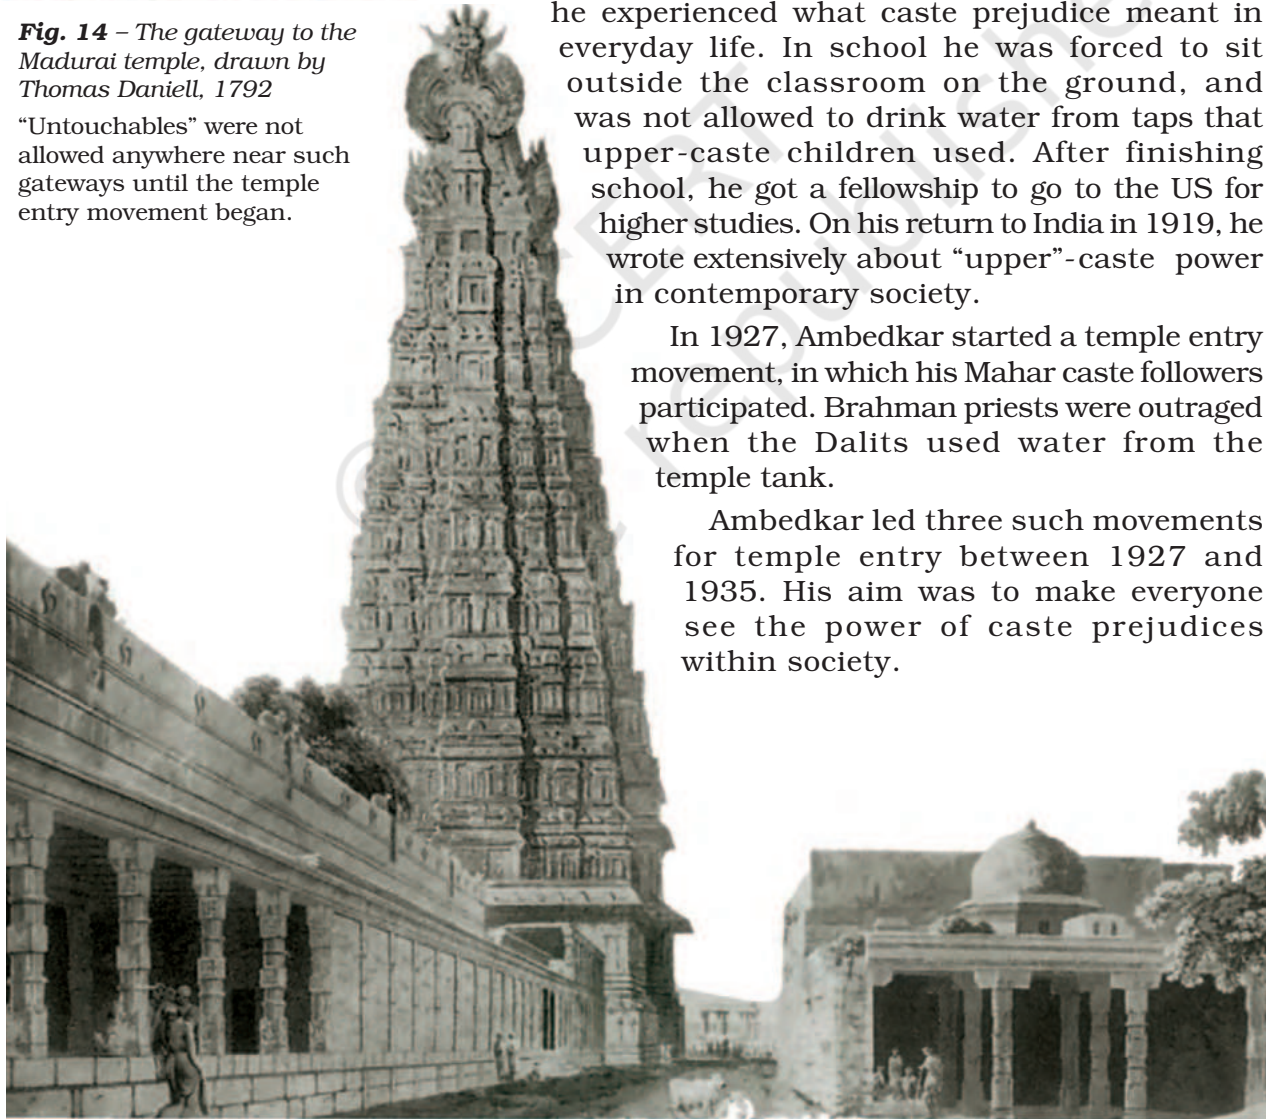 Fig. 14 – The gateway to the
Madurai temple, drawn by
Thomas Daniell, 1792
“Untouchables” were not
allowed anywhere near such
gateways until the temple
entry movement began.
he experienced what caste prejudice meant in
everyday life. In school he was forced to sit
outside the classroom on the ground, and
was not allowed to drink water from taps that
upper-caste children used. After finishing
school, he got a fellowship to go to the US for
higher studies. On his return to India in 1919, he
wrote extensively about “upper”-caste power
in contemporary society.
In 1927, Ambedkar started a temple entry
movement, in which his Mahar caste followers
participated. Brahman priests were outraged
when the Dalits used water from the
temple tank.
Ambedkar led three such movements
for temple entry between 1927 and
1935. His aim was to make everyone
see the power of caste prejudices
within society.